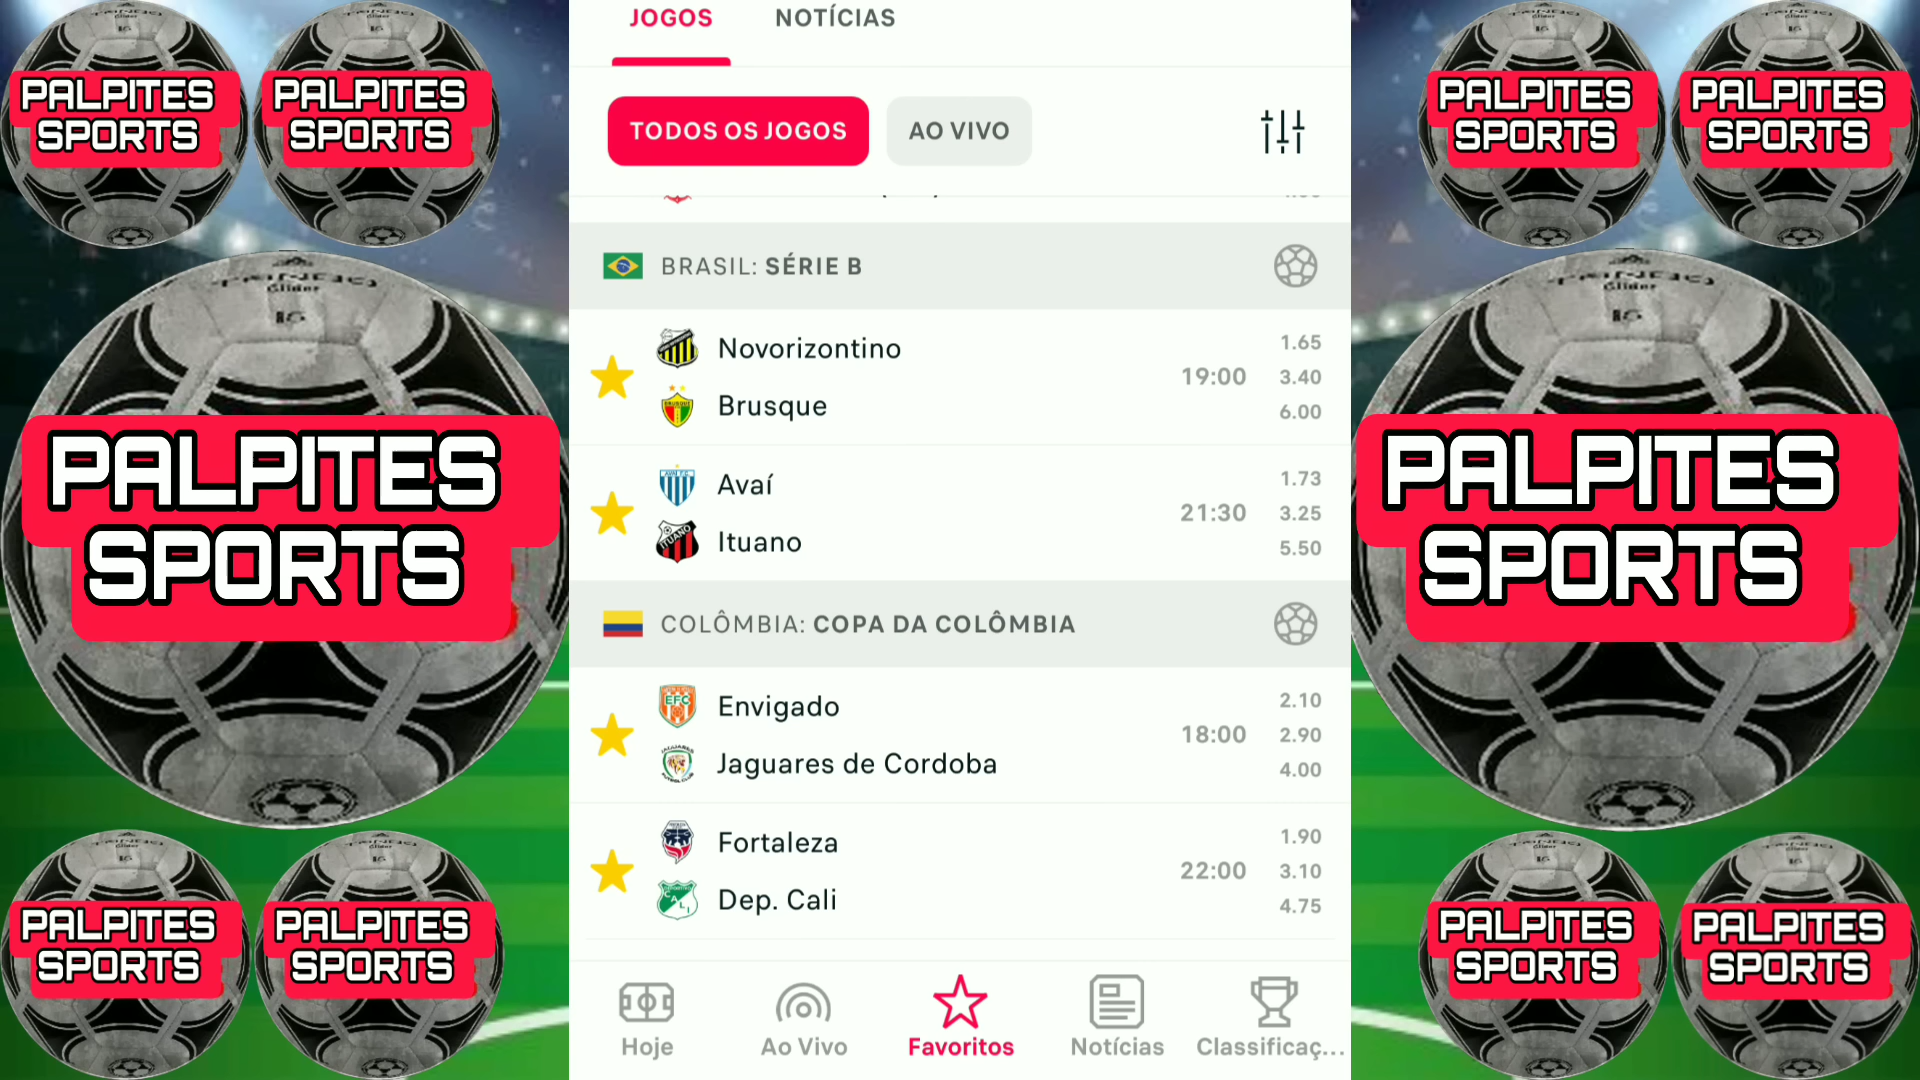 PALPITES
SPORTS
PALPITES
SPORTS
PALPITES
SPORTS
PALPITES
SPORTS
PALPITES
SPORTS
JOGOS
NOTÍCIAS
TODOS OS JOGOS
AO VIVO
BRASIL: SÉRIE B
Novorizontino
Brusque
19:00
1.65
3.40
6.00
Avaí
Ituano
21:30
1.73
3.25
5.50
COLÔMBIA: COPA DA COLÔMBIA
Envigado
Jaguares de Cordoba
18:00
2.10
2.90
4.00
Fortaleza
Dep. Cali
22:00
1.90
3.10
4.75
Hoje
Ao Vivo
Favoritos
Notícias
Classificaç...
PALPITES
SPORTS
PALPITES
SPORTS
PALPITES
SPORTS
PALPITES
SPORTS
PALPITES
SPORTS